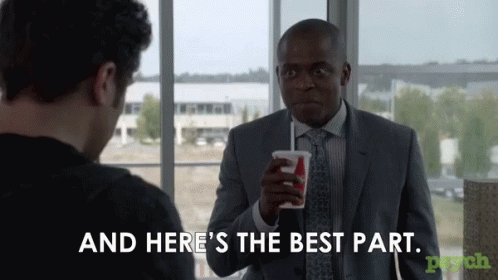 AND HERE'S THE BEST PART.
psych